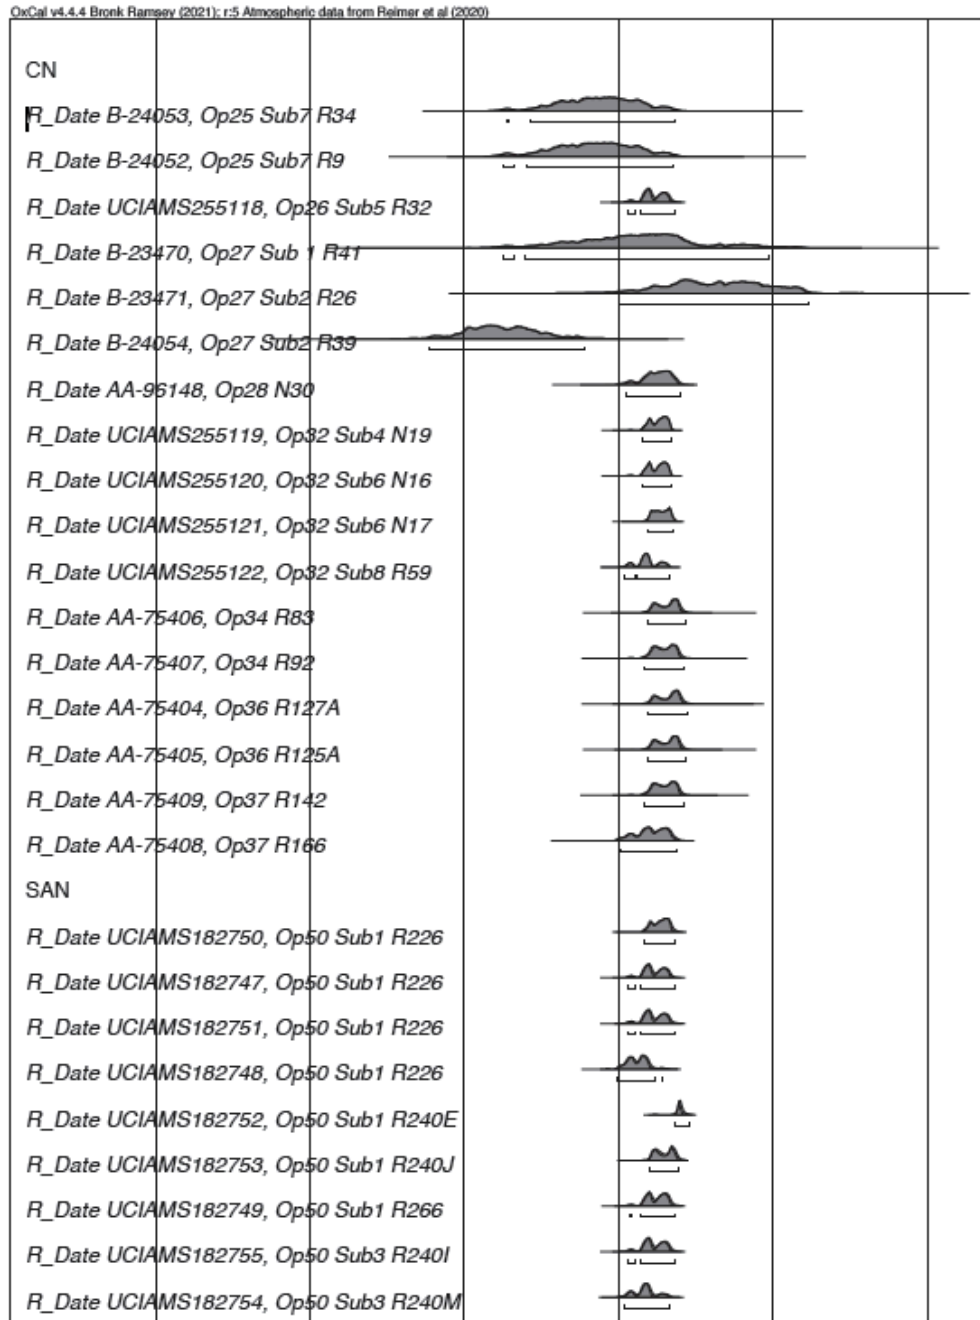 OxCal v4.4.4 Bronk Ramsey (2021); r:5 Atmospheric data from Reimer et al (2020)
CN
R_Date B-24053, Op25 Sub7 R34
R_Date B-24052, Op25 Sub7 R9
R_Date UCIAMS255118, Op26 Sub5 R32
R_Date B-23470, Op27 Sub 1 R41
R_Date B-23471, Op27 Sub2 R26
R_Date B-24054, Op27 Sub2 R39
R_Date AA-96148, Op28 N30
R_Date UCIAMS255119, Op32 Sub4 N19
R_Date UCIAMS255120, Op32 Sub6 N16
R_Date UCIAMS255121, Op32 Sub6 N17
R_Date UCIAMS255122, Op32 Sub8 R59
R_Date AA-75406, Op34 R83
R_Date AA-75407, Op34 R92
R_Date AA-75404, Op36 R127A
R_Date AA-75405, Op36 R125A
R_Date AA-75409, Op37 R142
R_Date AA-75408, Op37 R166
SAN
R_Date UCIAMS182750, Op50 Sub1 R226
R_Date UCIAMS182747, Op50 Sub1 R226
R_Date UCIAMS182751, Op50 Sub1 R226
R_Date UCIAMS182748, Op50 Sub1 R226
R_Date UCIAMS182752, Op50 Sub1 R240E
R_Date UCIAMS182753, Op50 Sub1 R240J
R_Date UCIAMS182749, Op50 Sub1 R266
R_Date UCIAMS182755, Op50 Sub3 R240I
R_Date UCIAMS182754, Op50 Sub3 R240M